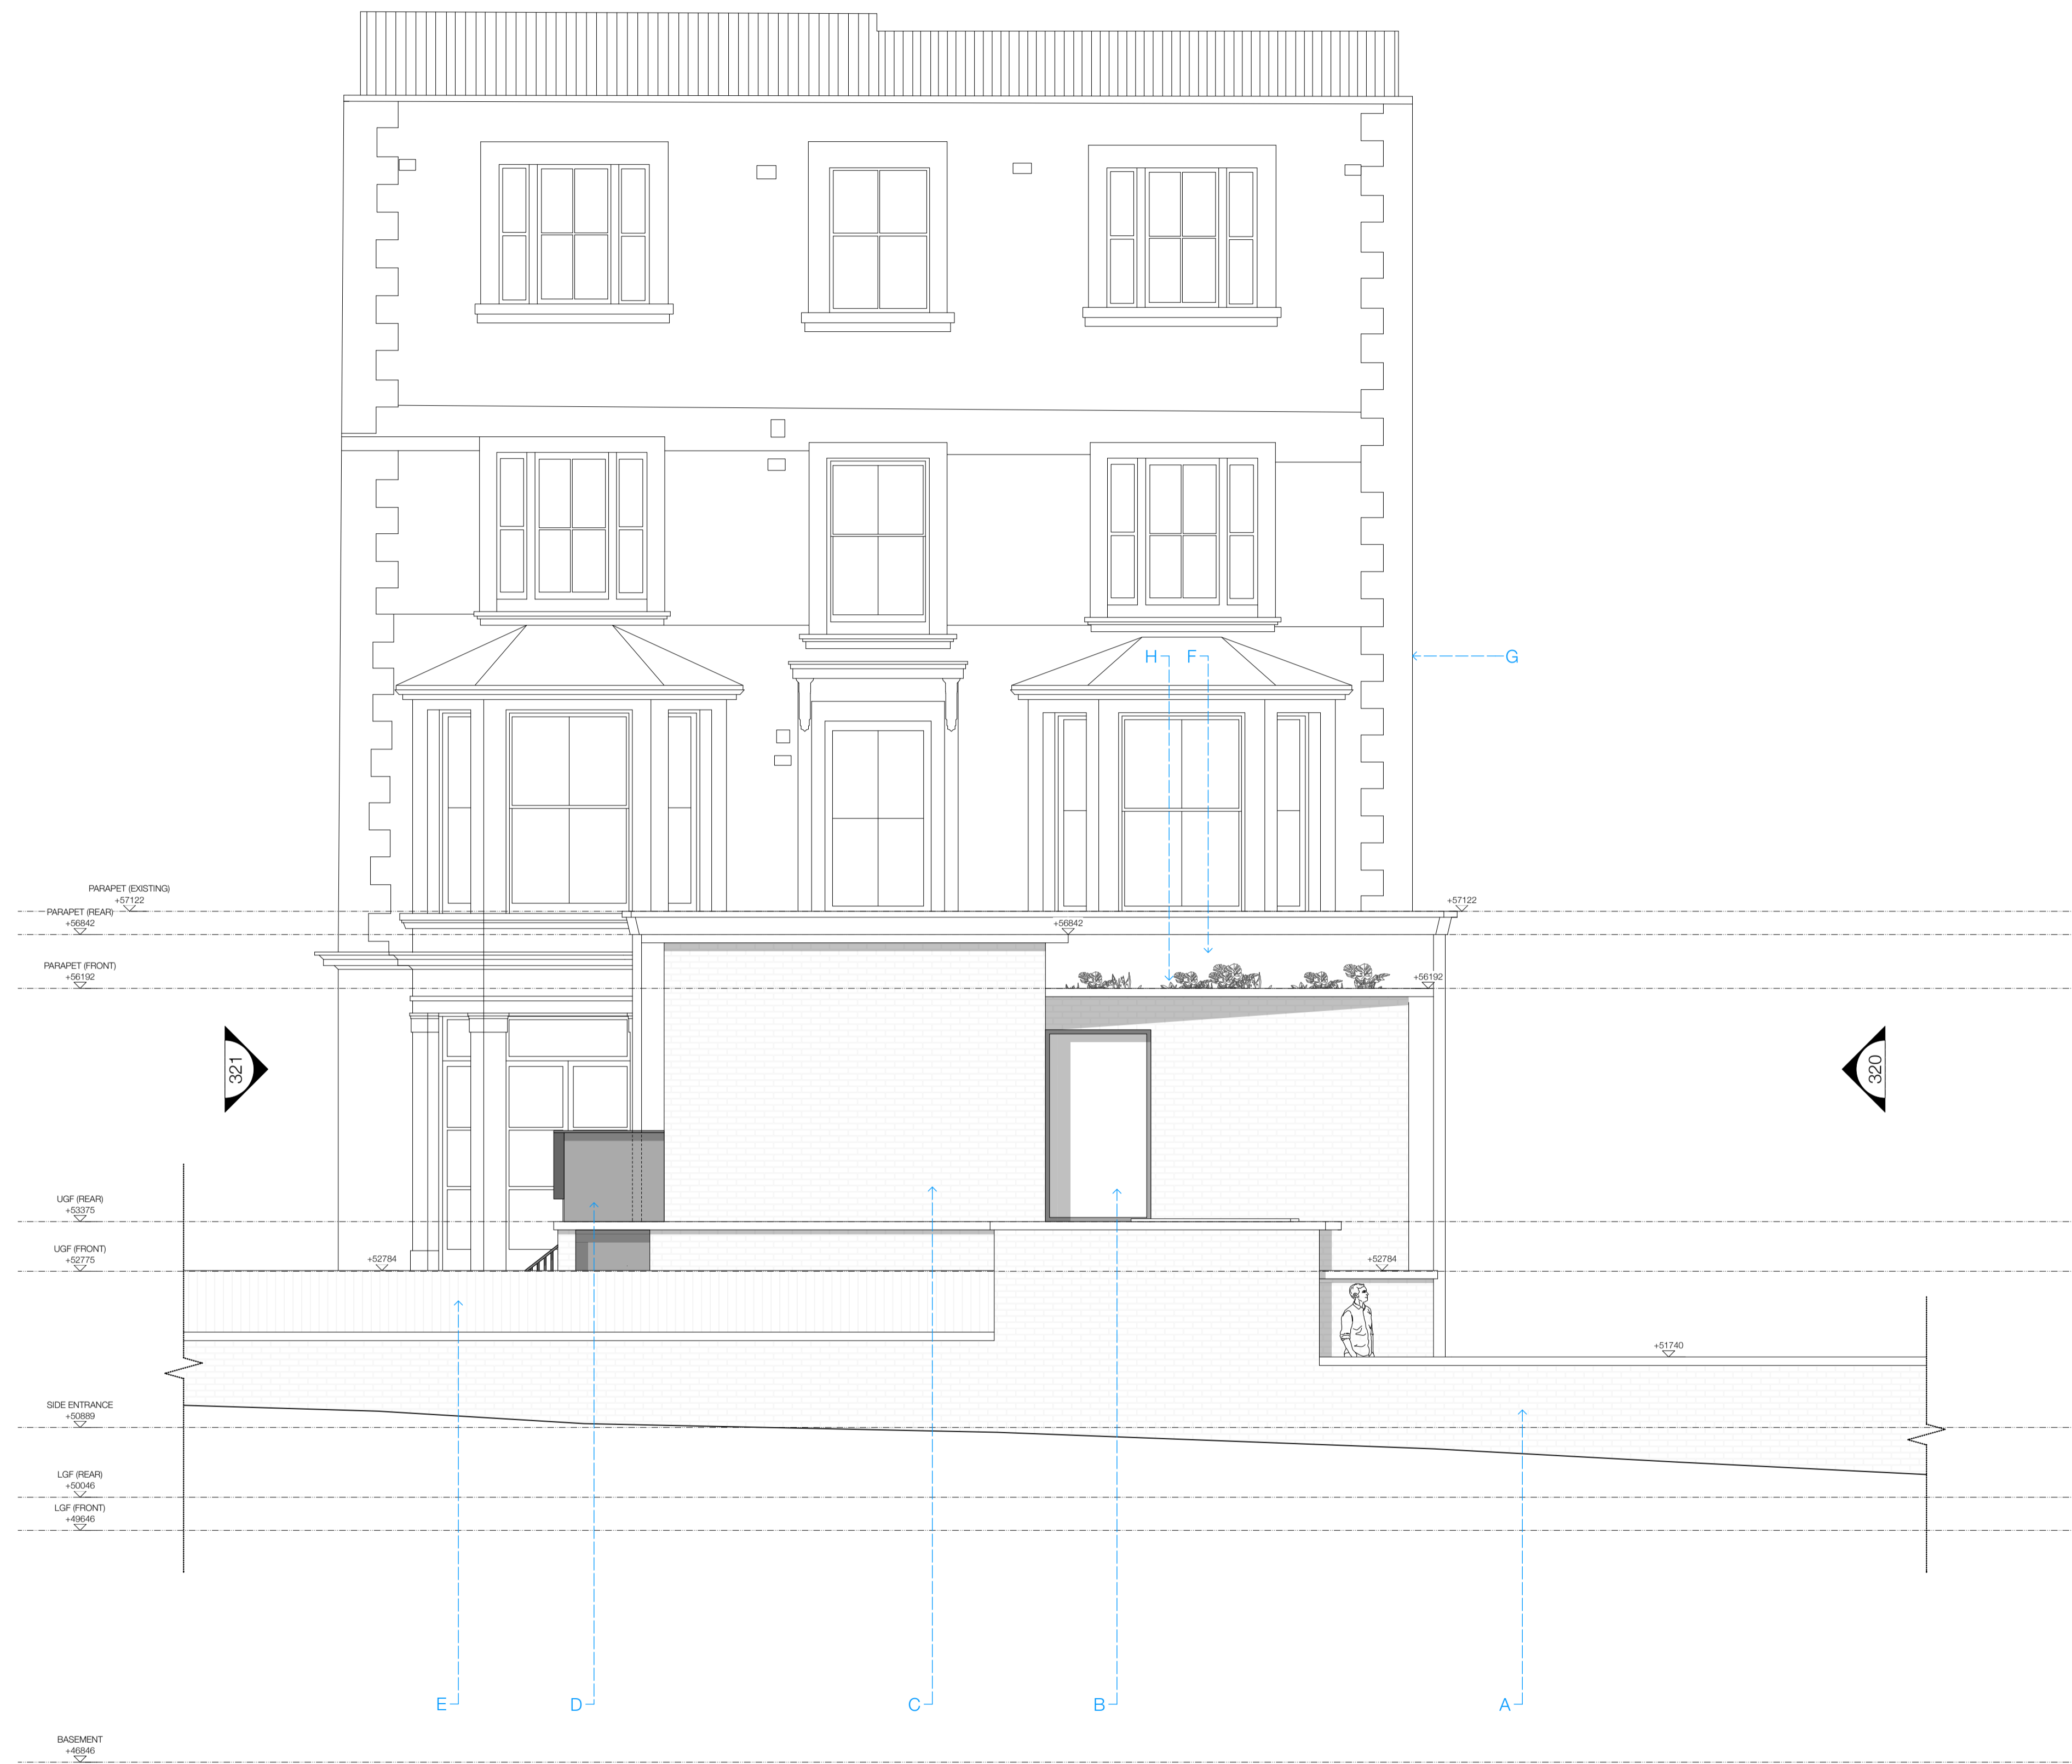 H F
G
PARAPET (EXISTING)
+57122
+57122
PARAPET (REAR)
+56842
+56842
PARAPET (FRONT)
+56192
+56192
321
320
UGF (REAR)
+53375
UGF (FRONT)
+52775
+52784
+52784
+51740
SIDE ENTRANCE
+50889
LGF (REAR)
+50046
LGF (FRONT)
+49646
E D C B A
BASEMENT
+46846